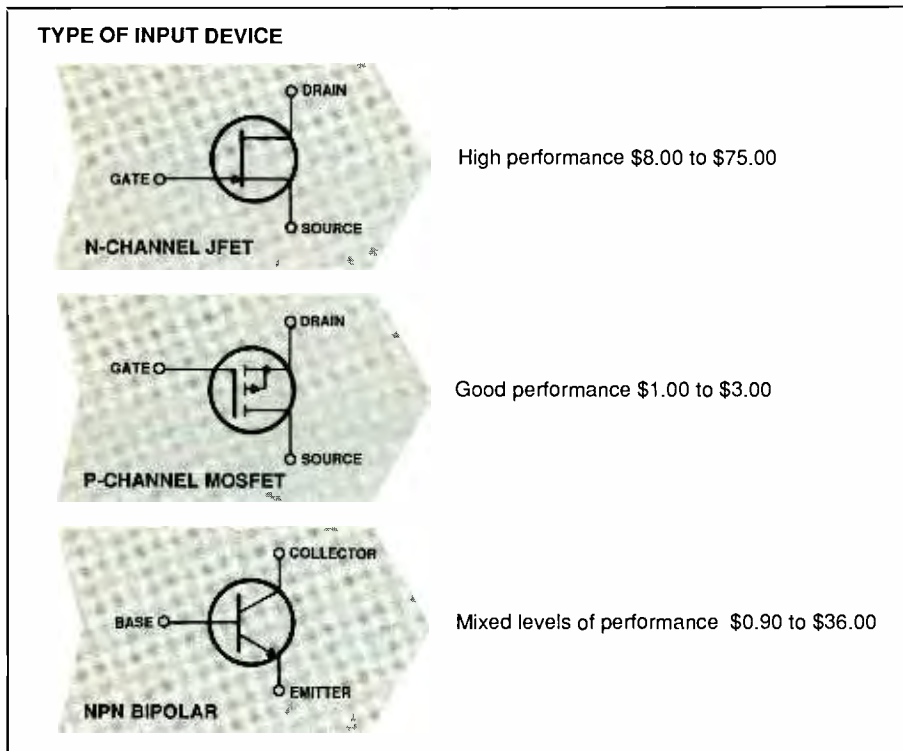 TYPE OF INPUT DEVICE
DRAIN
GATE
SOURCE
N-CHANNEL JFET
High performance $8.00 to $75.00
DRAIN
GATE
SOURCE
P-CHANNEL MOSFET
Good performance $1.00 to $3.00
COLLECTOR
BASE
EMITTER
NPN BIPOLAR
Mixed levels of performance $0.90 to $36.00